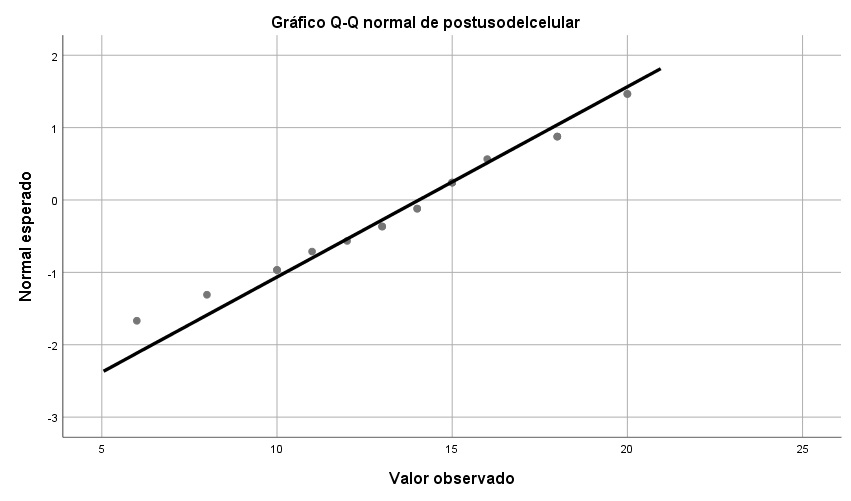 Gráfico Q-Q normal de postusodelcelular
2
1
0
-1
-2
-3
Normal esperado
5 10 15 20 25
Valor observado